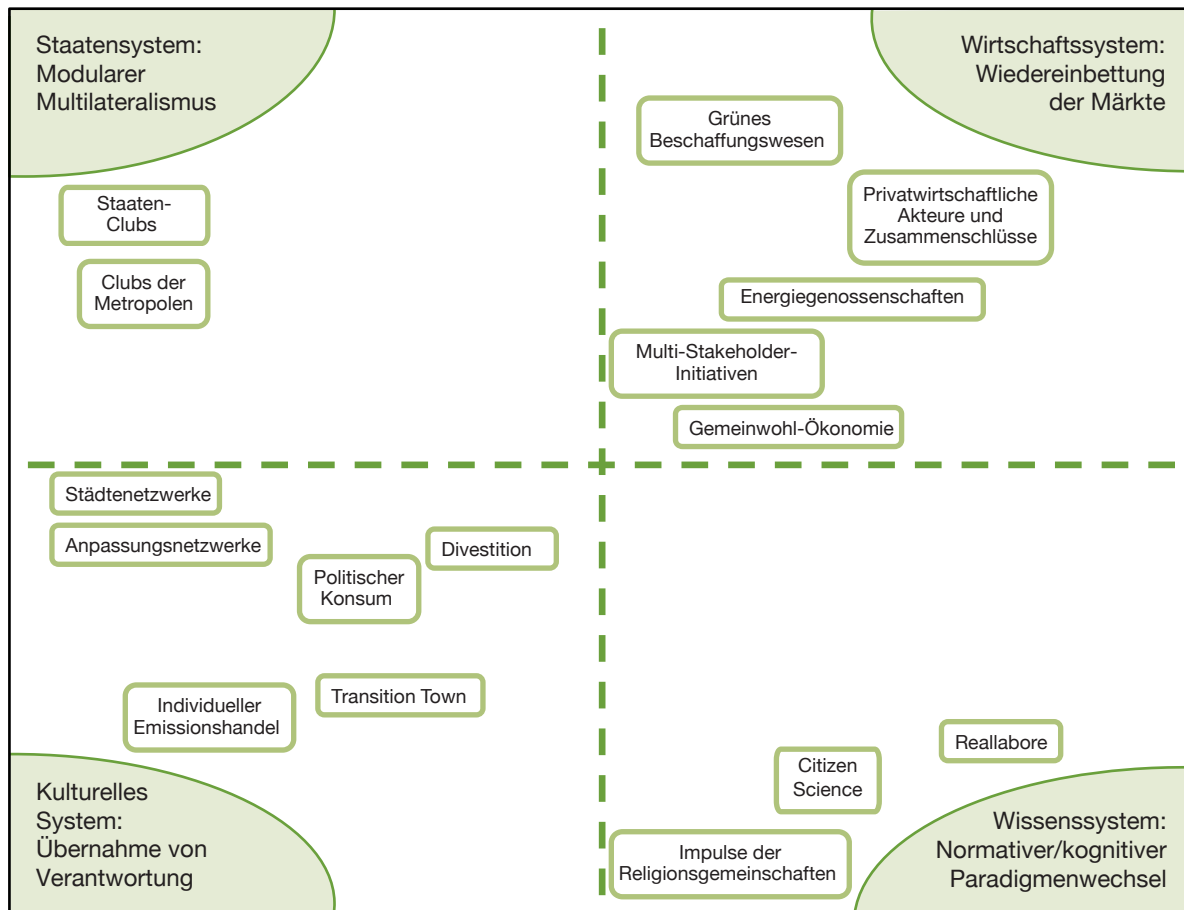 Staatensystem:
Modularer
Multilateralismus
Staaten-
Clubs
Clubs der
Metropolen
Wirtschaftssystem:
Wiedereinbettung
der Märkte
Grünes
Beschaffungswesen
Privatwirtschaftliche
Akteure und
Zusammenschlüsse
Energiegenossenschaften
Multi-Stakeholder-
Initiativen
Gemeinwohl-Ökonomie
Städtenetzwerke
Anpassungsnetzwerke
Divestition
Politischer
Konsum
Transition Town
Individueller
Emissionshandel
Kulturelles
System:
Übernahme von
Verantwortung
Reallabore
Citizen
Science
Impulse der
Religionsgemeinschaften
Wissenssystem:
Normativer/kognitiver
Paradigmenwechsel